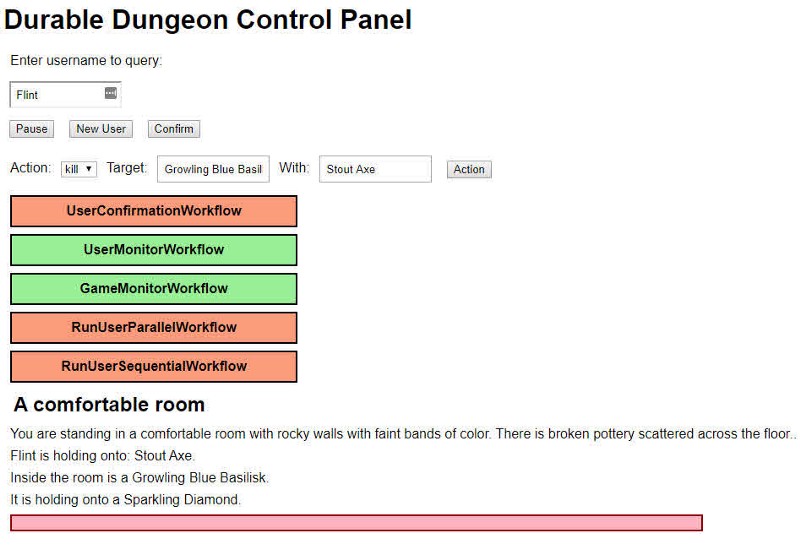 Durable Dungeon Control Panel
Enter username to query:
Flint
Pause New User Confirm
Action: kill Target: Growling Blue Basil With: Stout Axe Action
UserConfirmationWorkflow
UserMonitorWorkflow
GameMonitorWorkflow
RunUserParallelWorkflow
RunUserSequentialWorkflow
A comfortable room
You are standing in a comfortable room with rocky walls with faint bands of color. There is broken pottery scattered across the floor..
Flint is holding onto: Stout Axe.
Inside the room is a Growling Blue Basilisk.
It is holding onto a Sparkling Diamond.